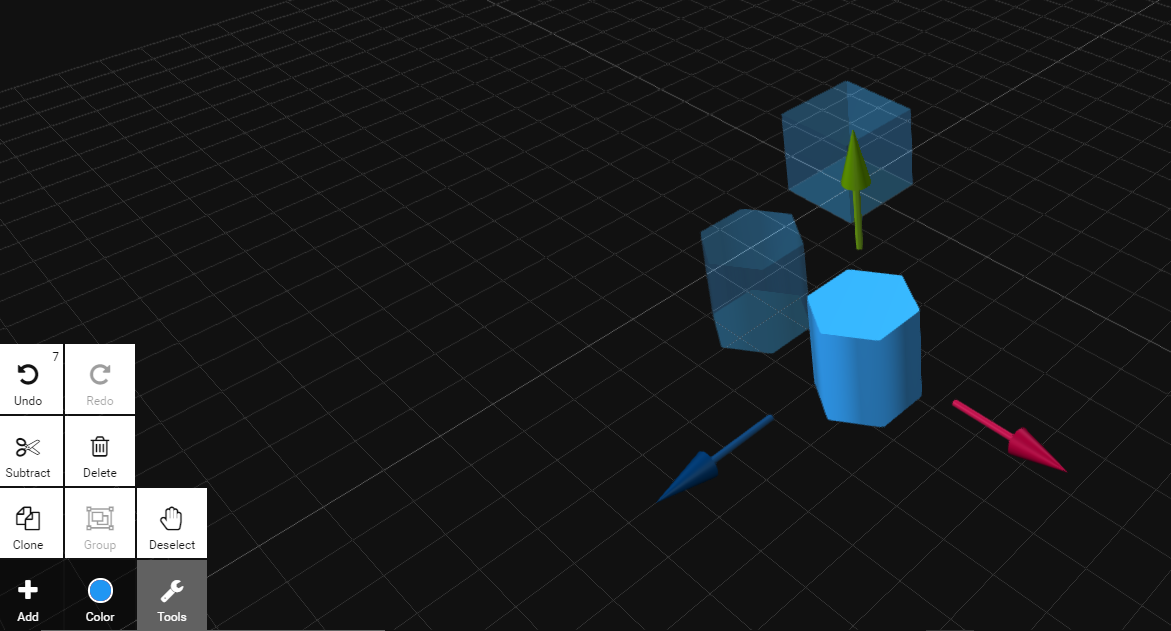 7
Undo
Redo
Subtract
Delete
Clone
Group
Deselect
Add
Color
Tools